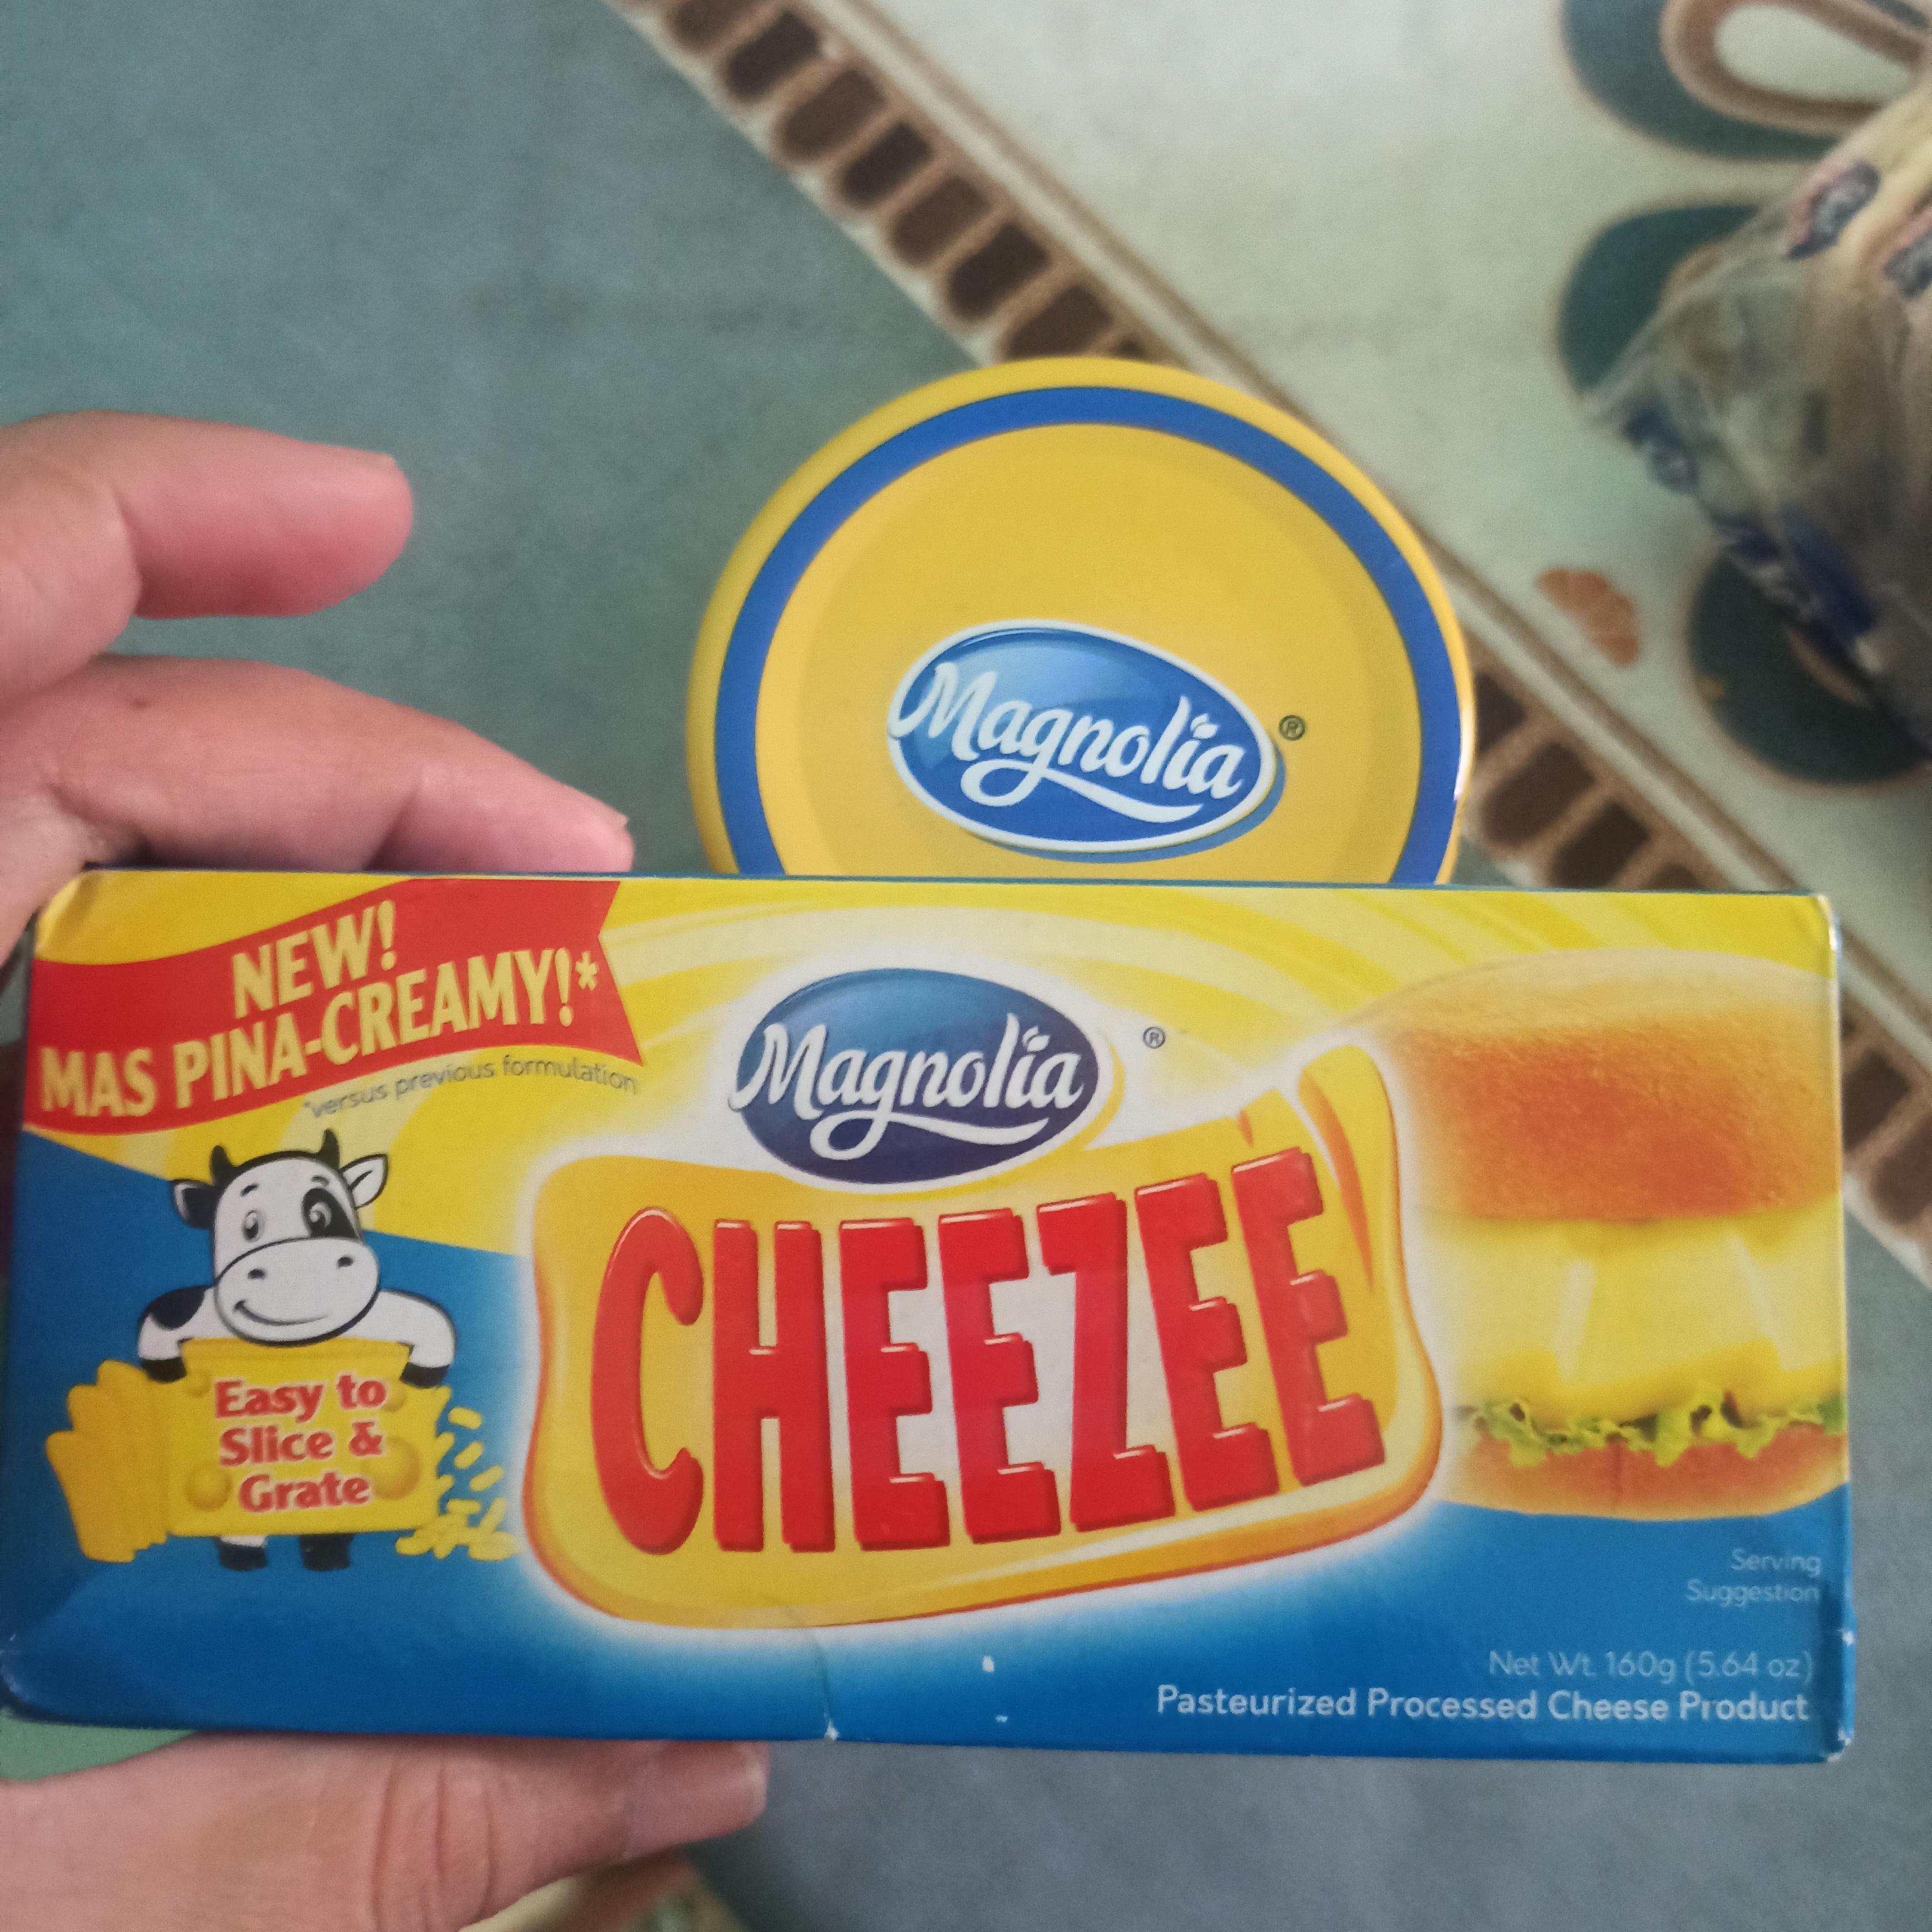 Magnolia ®
NEW!
MAS PINA-CREAMY!*
*versus previous formulation
Magnolia ®
CHEEZEE
Easy to
Slice &
Grate
Serving
Suggestion
Net Wt. 160g (5.64 oz)
Pasteurized Processed Cheese Product